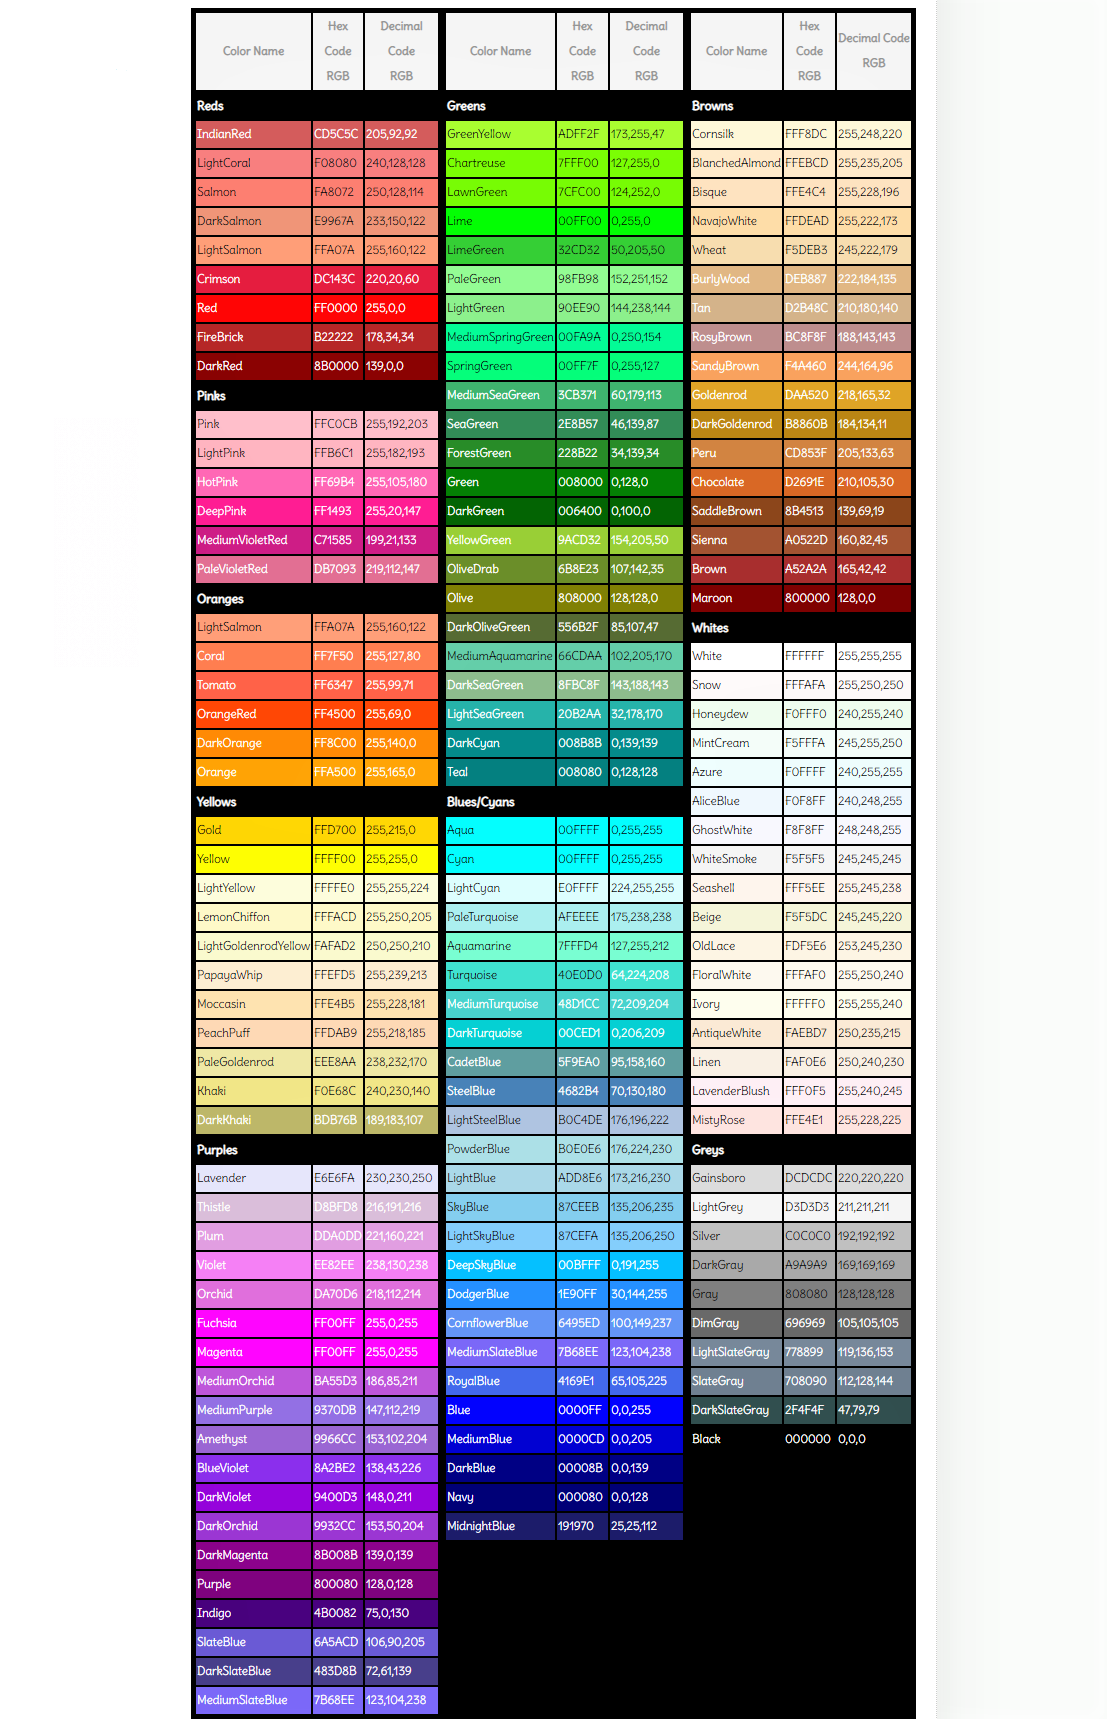 Color Name Hex Code RGB Decimal Code RGB
Reds
IndianRed CD5C5C 205,92,92
LightCoral F08080 240,128,128
Salmon FA8072 250,128,114
DarkSalmon E9967A 233,150,122
LightSalmon FFA07A 255,160,122
Crimson DC143C 220,20,60
Red FF0000 255,0,0
FireBrick B22222 178,34,34
DarkRed 8B0000 139,0,0
Pinks
Pink FFC0CB 255,192,203
LightPink FFB6C1 255,182,193
HotPink FF69B4 255,105,180
DeepPink FF1493 255,20,147
MediumVioletRed C71585 199,21,133
PaleVioletRed DB7093 219,112,147
Oranges
LightSalmon FFA07A 255,160,122
Coral FF7F50 255,127,80
Tomato FF6347 255,99,71
OrangeRed FF4500 255,69,0
DarkOrange FF8C00 255,140,0
Orange FFA500 255,165,0
Yellows
Gold FFD700 255,215,0
Yellow FFFF00 255,255,0
LightYellow FFFFE0 255,255,224
LemonChiffon FFFACD 255,250,205
LightGoldenrodYellow FAFAD2 250,250,210
PapayaWhip FFEFD5 255,239,213
Moccasin FFE4B5 255,228,181
PeachPuff FFDAB9 255,218,185
PaleGoldenrod EEE8AA 238,232,170
Khaki F0E68C 240,230,140
DarkKhaki BDB76B 189,183,107
Purples
Lavender E6E6FA 230,230,250
Thistle D8BFD8 216,191,216
Plum DDA0DD 221,160,221
Violet EE82EE 238,130,238
Orchid DA70D6 218,112,214
Fuchsia FF00FF 255,0,255
Magenta FF00FF 255,0,255
MediumOrchid BA55D3 186,85,211
MediumPurple 9370DB 147,112,219
Amethyst 9966CC 153,102,204
BlueViolet 8A2BE2 138,43,226
DarkViolet 9400D3 148,0,211
DarkOrchid 9932CC 153,50,204
DarkMagenta 8B008B 139,0,139
Purple 800080 128,0,128
Indigo 4B0082 75,0,130
SlateBlue 6A5ACD 106,90,205
DarkSlateBlue 483D8B 72,61,139
MediumSlateBlue 7B68EE 123,104,238
Color Name Hex Code RGB Decimal Code RGB
Greens
GreenYellow ADFF2F 173,255,47
Chartreuse 7FFF00 127,255,0
LawnGreen 7CFC00 124,252,0
Lime 00FF00 0,255,0
LimeGreen 32CD32 50,205,50
PaleGreen 98FB98 152,251,152
LightGreen 90EE90 144,238,144
MediumSpringGreen 00FA9A 0,250,154
SpringGreen 00FF7F 0,255,127
MediumSeaGreen 3CB371 60,179,113
SeaGreen 2E8B57 46,139,87
ForestGreen 228B22 34,139,34
Green 008000 0,128,0
DarkGreen 006400 0,100,0
YellowGreen 9ACD32 154,205,50
OliveDrab 6B8E23 107,142,35
Olive 808000 128,128,0
DarkOliveGreen 556B2F 85,107,47
MediumAquamarine 66CDAA 102,205,170
DarkSeaGreen 8FBC8F 143,188,143
LightSeaGreen 20B2AA 32,178,170
DarkCyan 008B8B 0,139,139
Teal 008080 0,128,128
Blues/Cyans
Aqua 00FFFF 0,255,255
Cyan 00FFFF 0,255,255
LightCyan E0FFFF 224,255,255
PaleTurquoise AFEEEE 175,238,238
Aquamarine 7FFFD4 127,255,212
Turquoise 40E0D0 64,224,208
MediumTurquoise 48D1CC 72,209,204
DarkTurquoise 00CED1 0,206,209
CadetBlue 5F9EA0 95,158,160
SteelBlue 4682B4 70,130,180
LightSteelBlue B0C4DE 176,196,222
PowderBlue B0E0E6 176,224,230
LightBlue ADD8E6 173,216,230
SkyBlue 87CEEB 135,206,235
LightSkyBlue 87CEFA 135,206,250
DeepSkyBlue 00BFFF 0,191,255
DodgerBlue 1E90FF 30,144,255
CornflowerBlue 6495ED 100,149,237
MediumSlateBlue 7B68EE 123,104,238
RoyalBlue 4169E1 65,105,225
Blue 0000FF 0,0,255
MediumBlue 0000CD 0,0,205
DarkBlue 00008B 0,0,139
Navy 000080 0,0,128
MidnightBlue 191970 25,25,112
Color Name Hex Code RGB Decimal Code RGB
Browns
Cornsilk FFF8DC 255,248,220
BlanchedAlmond FFEBCD 255,235,205
Bisque FFE4C4 255,228,196
NavajoWhite FFDEAD 255,222,173
Wheat F5DEB3 245,222,179
BurlyWood DEB887 222,184,135
Tan D2B48C 210,180,140
RosyBrown BC8F8F 188,143,143
SandyBrown F4A460 244,164,96
Goldenrod DAA520 218,165,32
DarkGoldenrod B8860B 184,134,11
Peru CD853F 205,133,63
Chocolate D2691E 210,105,30
SaddleBrown 8B4513 139,69,19
Sienna A0522D 160,82,45
Brown A52A2A 165,42,42
Maroon 800000 128,0,0
Whites
White FFFFFF 255,255,255
Snow FFFAFA 255,250,250
Honeydew F0FFF0 240,255,240
MintCream F5FFFA 245,255,250
Azure F0FFFF 240,255,255
AliceBlue F0F8FF 240,248,255
GhostWhite F8F8FF 248,248,255
WhiteSmoke F5F5F5 245,245,245
Seashell FFF5EE 255,245,238
Beige F5F5DC 245,245,220
OldLace FDF5E6 253,245,230
FloralWhite FFFAF0 255,250,240
Ivory FFFFF0 255,255,240
AntiqueWhite FAEBD7 250,235,215
Linen FAF0E6 250,240,230
LavenderBlush FFF0F5 255,240,245
MistyRose FFE4E1 255,228,225
Greys
Gainsboro DCDCDC 220,220,220
LightGrey D3D3D3 211,211,211
Silver C0C0C0 192,192,192
DarkGray A9A9A9 169,169,169
Gray 808080 128,128,128
DimGray 696969 105,105,105
LightSlateGray 778899 119,136,153
SlateGray 708090 112,128,144
DarkSlateGray 2F4F4F 47,79,79
Black 000000 0,0,0